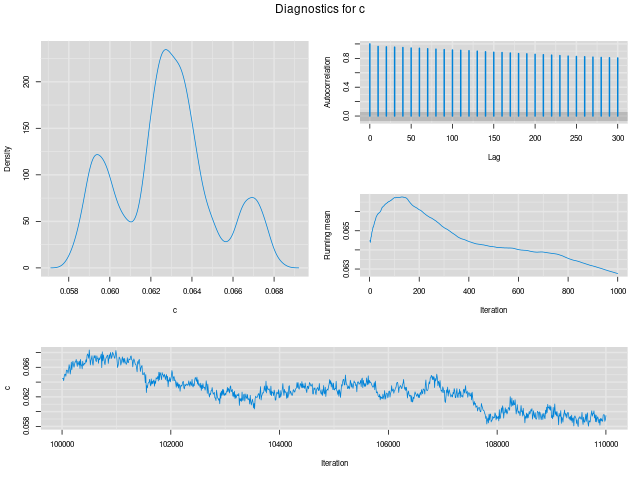 Diagnostics for c
Density
0 50 100 150 200
0.058 0.060 0.062 0.064 0.066 0.068
c
Autocorrelation
0.0 0.4 0.8
0 50 100 150 200 250 300
Lag
Running mean
0.063 0.065
0 200 400 600 800 1000
Iteration
c
0.058 0.062 0.066
100000 102000 104000 106000 108000 110000
Iteration